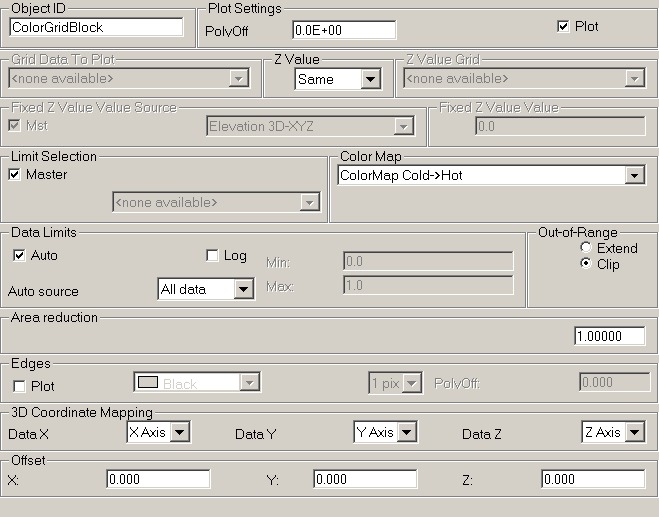 Object ID Plot Settings
ColorGridBlock PolyOff 0.0E+00 Plot
Grid Data To Plot Z Value Z Value Grid
<none available> Same <none available>
Fixed Z Value Value Source Fixed Z Value Value
Mst Elevation 3D-XYZ 0.0
Limit Selection Color Map
Master ColorMap Cold->Hot
<none available>
Data Limits Out-of-Range
Auto Log Min: 0.0 Extend
Clip
Auto source All data Max: 1.0
Area reduction
1.00000
Edges
Plot Black 1 pix PolyOff: 0.000
3D Coordinate Mapping
Data X X Axis Data Y Y Axis Data Z Z Axis
Offset
X: 0.000 Y: 0.000 Z: 0.000